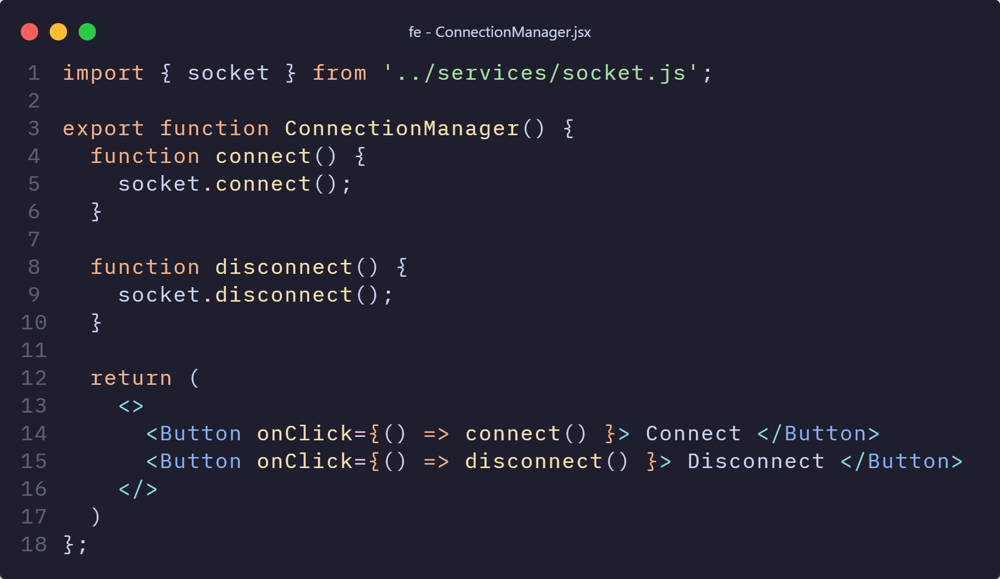 fe - ConnectionManager.jsx
1 import { socket } from '../services/socket.js';
2
3 export function ConnectionManager() {
4   function connect() {
5     socket.connect();
6   }
7
8   function disconnect() {
9     socket.disconnect();
10   }
11
12   return (
13     <>
14       <Button onClick={() => connect() }> Connect </Button>
15       <Button onClick={() => disconnect() }> Disconnect </Button>
16     </>
17   )
18 };